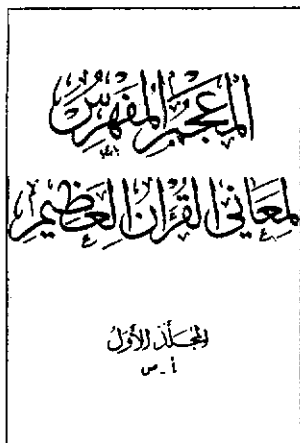 المعجم المفهرس
لمعاني القرآن العظيم
المجلد الأول
أ - ص